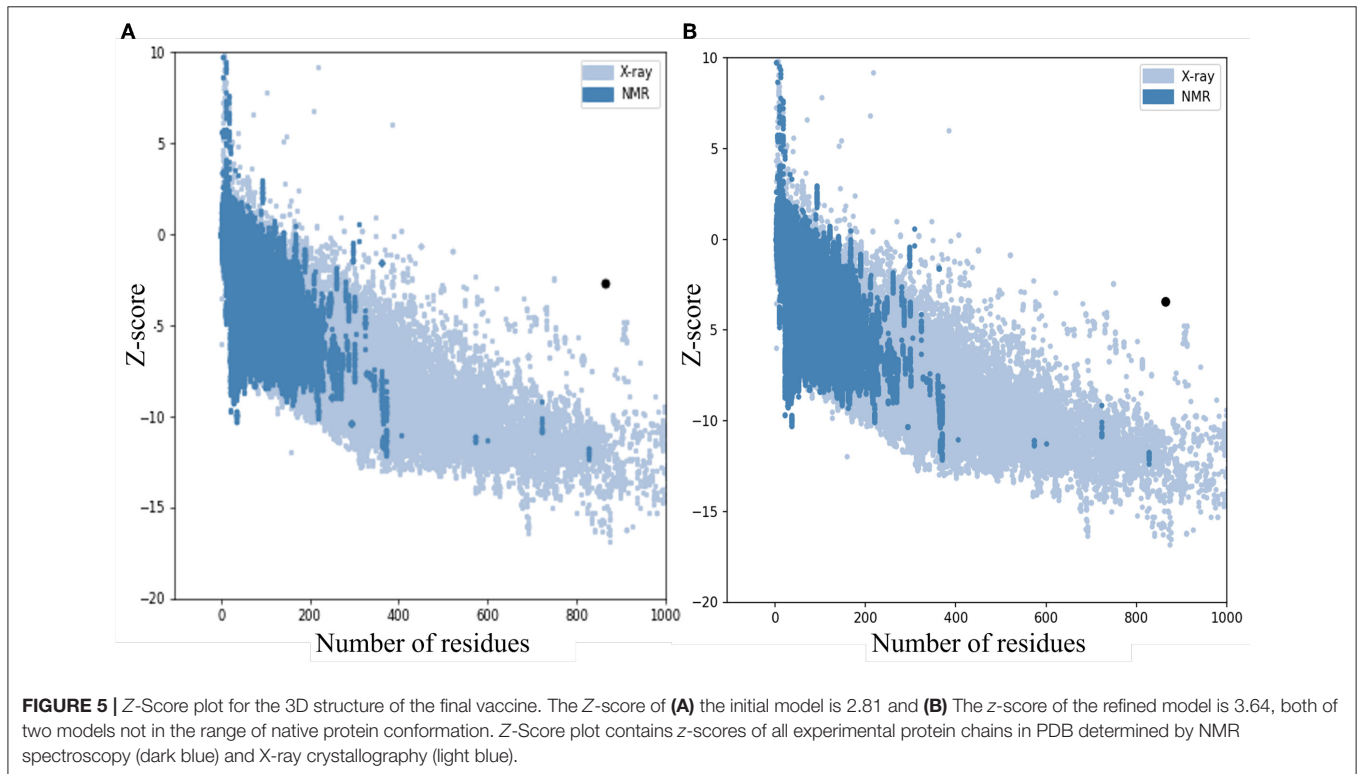 A
10
5
0
-5
−10
−15
−20
Z-score
X-ray
NMR
0 200 400 600 800 1000
Number of residues
B
10
5
0
5
−10
−15
−20
Z-score
X-ray
NMR
0 200 400 600 800 1000
Number of residues
FIGURE 5 | Z-Score plot for the 3D structure of the final vaccine. The Z-score of (A) the initial model is 2.81 and (B) The z-score of the refined model is 3.64, both of
two models not in the range of native protein conformation. Z-Score plot contains z-scores of all experimental protein chains in PDB determined by NMR
spectroscopy (dark blue) and X-ray crystallography (light blue).